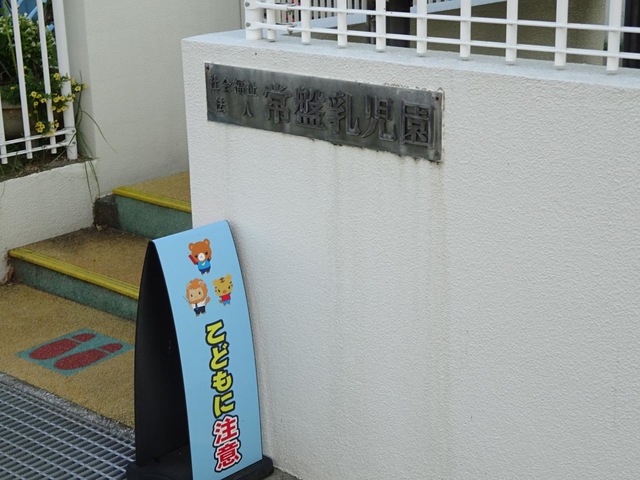 社会福祉
法人 常盤乳児園
こどもに注意